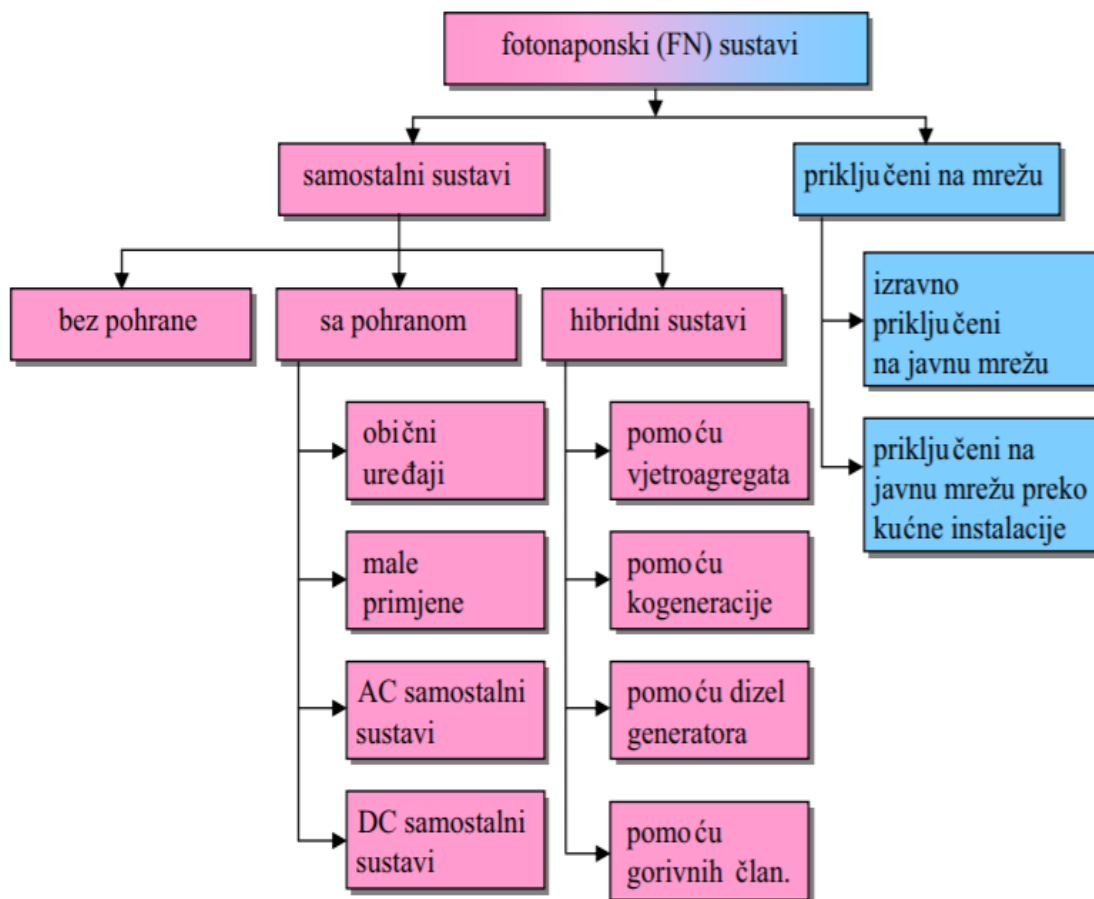 fotonaponski (FN) sustavi
samostalni sustavi
priključeni na mrežu
bez pohrane
sa pohranom
hibridni sustavi
izravno
priključeni
na javnu mrežu
obični
uređaji
pomoću
vjetroagregata
priključeni na
javnu mrežu preko
kućne instalacije
male
primjene
pomoću
kogeneracije
AC samostalni
sustavi
pomoću dizel
generatora
DC samostalni
sustavi
pomoću
gorivnih član.